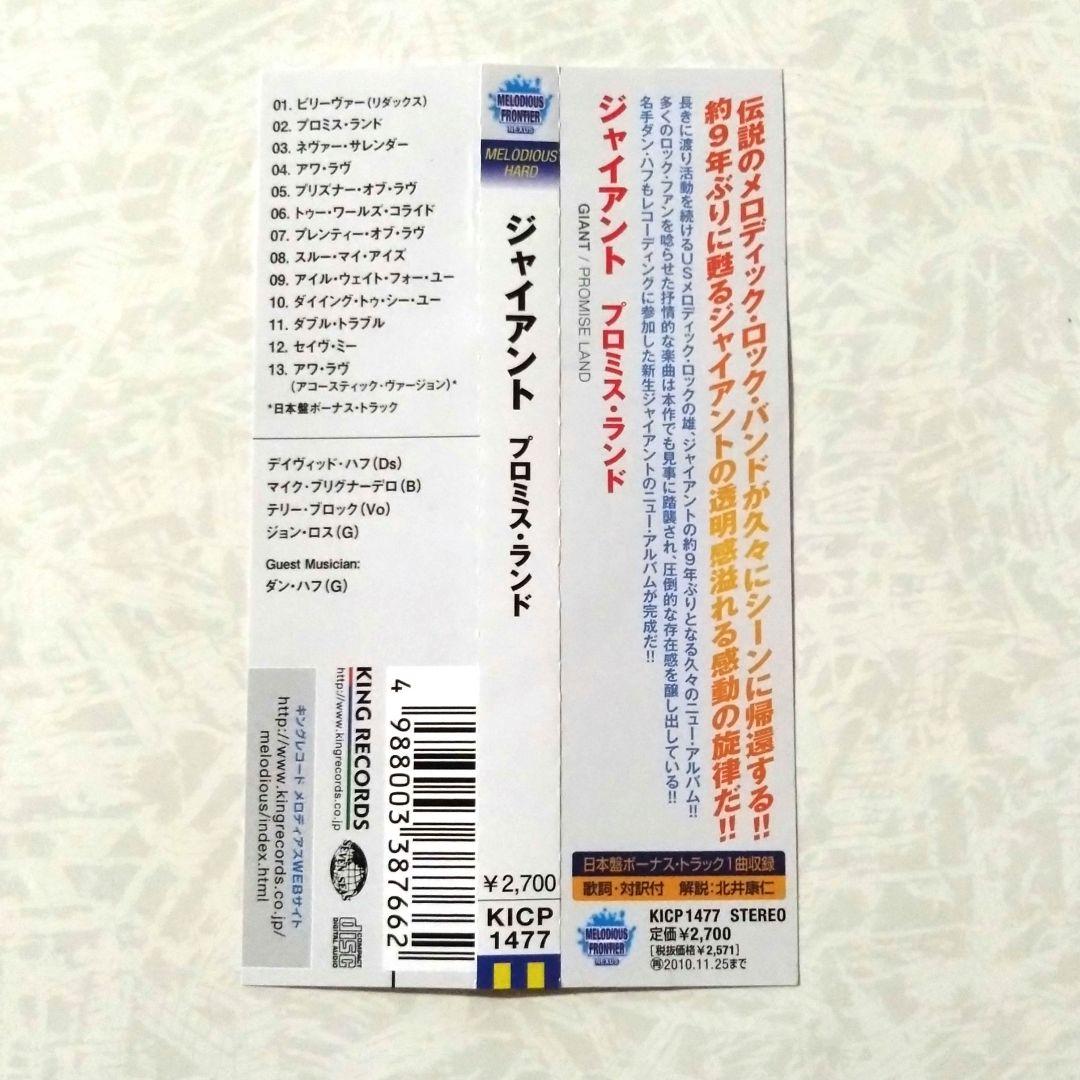 01. ビリーヴァー（リダックス）
02. プロミス・ランド
03. ネヴァー・サレンダー
04. アワ・ラヴ
05. プリズナー・オブ・ラヴ
06. トゥー・ワールズ・コライド
07. プレンティー・オブ・ラヴ
08. スルー・マイ・アイズ
09. アイル・ウェイト・フォー・ユー
10. ダイイング・トゥ・シー・ユー
11. ダブル・トラブル
12. セイヴ・ミー
13. アワ・ラヴ
（アコースティック・ヴァージョン）*
*日本盤ボーナス・トラック
デイヴィッド・ハフ（Ds）
マイク・ブリグナーデロ（B）
テリー・ブロック（Vo）
ジョン・ロス（G）
Guest Musician:
ダン・ハフ（G）
キングレコード メロディアスWEBサイト
http://www.kingrecords.co.jp/
melodious/index.html
KING RECORDS
http://www.kingrecords.co.jp
SEVEN SEAS
COMPACT
disc
DIGITAL AUDIO
4 988003 387662
MELODIOUS
FRONTIER
NEXUS
MELODIOUS
HARD
ジャイアント プロミス・ランド
￥2,700
KICP
1477
伝説のメロディック・ロック・バンドが久々にシーンに帰還する!!
約9年ぶりに甦るジャイアントの透明感溢れる感動の旋律だ!!
長きに渡り活動を続けるUSメロディック・ロックの雄、ジャイアントの約9年ぶりとなる久々のニュー・アルバム!!
多くのロック・ファンを唸らせた抒情的な楽曲は本作でも見事に踏襲され、圧倒的な存在感を醸し出している!!
名手ダン・ハフもレコーディングに参加した新生ジャイアントのニュー・アルバムが完成だ!!
ジャイアント プロミス・ランド
GIANT / PROMISE LAND
日本盤ボーナス・トラック1曲収録
歌詞・対訳付 解説：北井康仁
MELODIOUS
FRONTIER
NEXUS
KICP 1477 STEREO
定価￥2,700
[税抜価格￥2,571]
㋐2010.11.25まで